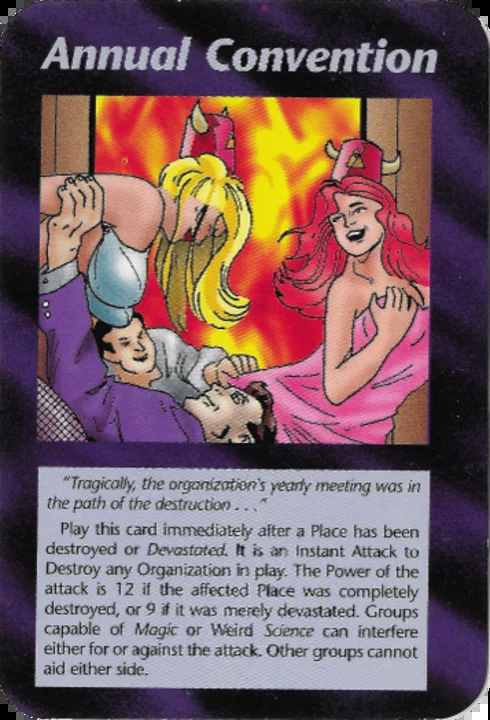 Annual Convention
"Tragically, the organization's yearly meeting was in
the path of the destruction . . ."
Play this card immediately after a Place has been
destroyed or Devastated. It is an Instant Attack to
Destroy any Organization in play. The Power of the
attack is 12 if the affected Place was completely
destroyed, or 9 if it was merely devastated. Groups
capable of Magic or Weird Science can interfere
either for or against the attack. Other groups cannot
aid either side.